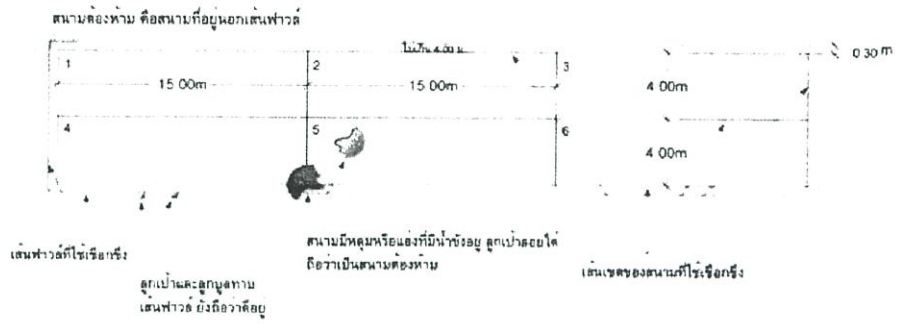 สนามต้องห้าม คือสนามที่อยู่นอกเส้นฟาวล์
ไม่เกิน 4.00 ม
0.30 m
1
2
3
15.00m
15.00m
4.00m
4
5
6
4.00m
เส้นฟาวล์ที่ใช้เชือกขึง
สนามมีหลุมหรือแอ่งที่มีน้ำขังอยู่ ลูกเป้าลอยได้
ถือว่าเป็นสนามต้องห้าม
เส้นเขตของสนามที่ใช้เชือกขึง
ลูกเป้าและลูกบูลทาบ
เส้นฟาวล์ ยังถือว่าดีอยู่